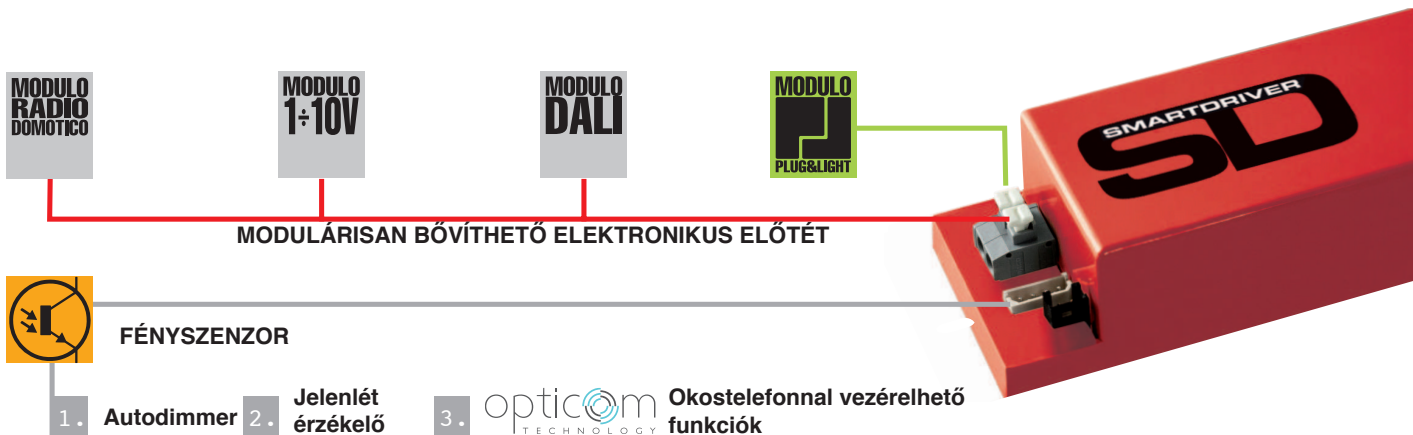 MODULO
RADIO
DOMOTICO
MODULO
1÷10V
MODULO
DALI
MODULO
PLUG&LIGHT
SMARTDRIVER
SD
MODULÁRISAN BŐVÍTHETŐ ELEKTRONIKUS ELŐTÉT
FÉNYSZENZOR
1. Autodimmer
2. Jelenlét
érzékelő
3. opticom
TECHNOLOGY
Okostelefonnal vezérelhető
funkciók